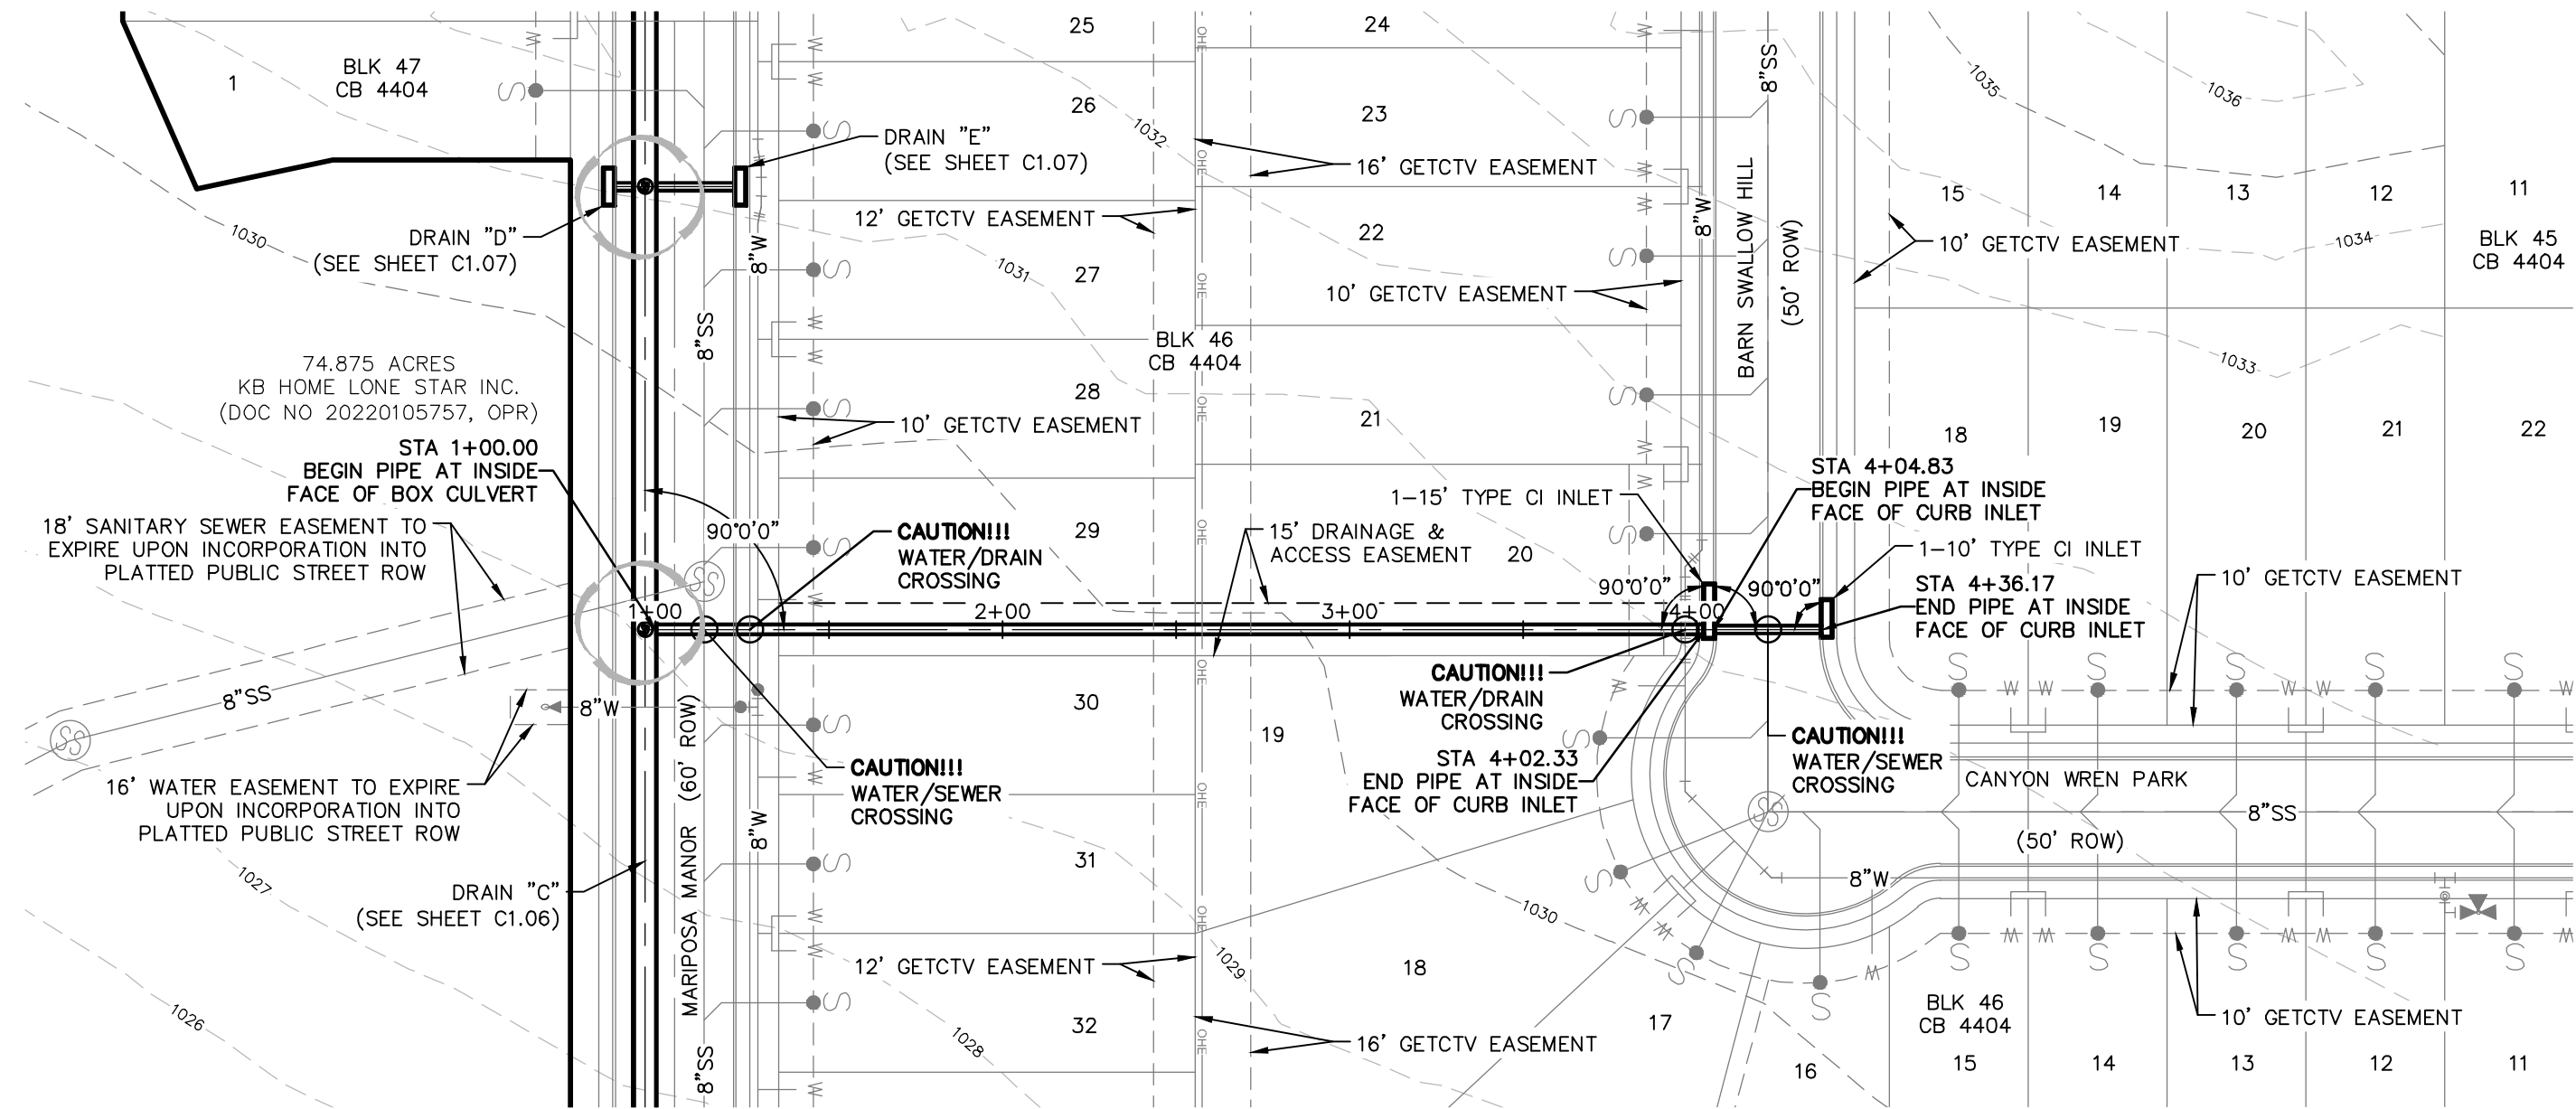 25
24
1
BLK 47
CB 4404
8"SS
1035
1036
26
23
1032
DRAIN "E"
(SEE SHEET C1.07)
16' GETCTV EASEMENT
15
14
13
12
11
12' GETCTV EASEMENT
22
8"W
BARN SWALLOW HILL
(50' ROW)
10' GETCTV EASEMENT
1034
BLK 45
CB 4404
1030
DRAIN "D"
(SEE SHEET C1.07)
8"W
1031
27
10' GETCTV EASEMENT
8"SS
BLK 46
CB 4404
1033
74.875 ACRES
KB HOME LONE STAR INC.
(DOC NO 20220105757, OPR)
28
21
10' GETCTV EASEMENT
18
19
20
21
22
STA 1+00.00
BEGIN PIPE AT INSIDE
FACE OF BOX CULVERT
STA 4+04.83
BEGIN PIPE AT INSIDE
FACE OF CURB INLET
1-15' TYPE CI INLET
18' SANITARY SEWER EASEMENT TO
EXPIRE UPON INCORPORATION INTO
PLATTED PUBLIC STREET ROW
90°0'0"
CAUTION!!!
WATER/DRAIN
CROSSING
29
15' DRAINAGE &
ACCESS EASEMENT
20
1-10' TYPE CI INLET
90°0'0"
90°0'0"
STA 4+36.17
END PIPE AT INSIDE
FACE OF CURB INLET
10' GETCTV EASEMENT
SS
1+00
2+00
3+00
4+00
8"SS
8"W
SS
MARIPOSA MANOR (60' ROW)
30
19
CAUTION!!!
WATER/DRAIN
CROSSING
STA 4+02.33
END PIPE AT INSIDE
FACE OF CURB INLET
CAUTION!!!
WATER/SEWER
CROSSING
CANYON WREN PARK
(50' ROW)
8"SS
SS
16' WATER EASEMENT TO EXPIRE
UPON INCORPORATION INTO
PLATTED PUBLIC STREET ROW
CAUTION!!!
WATER/SEWER
CROSSING
8"W
31
8"W
1027
DRAIN "C"
(SEE SHEET C1.06)
1030
12' GETCTV EASEMENT
1029
18
1026
8"SS
32
1028
16' GETCTV EASEMENT
17
16
BLK 46
CB 4404
10' GETCTV EASEMENT
15
14
13
12
11
OHE
OHE
OHE
OHE
OHE
OHE
OHE
OHE
OHE
S
W